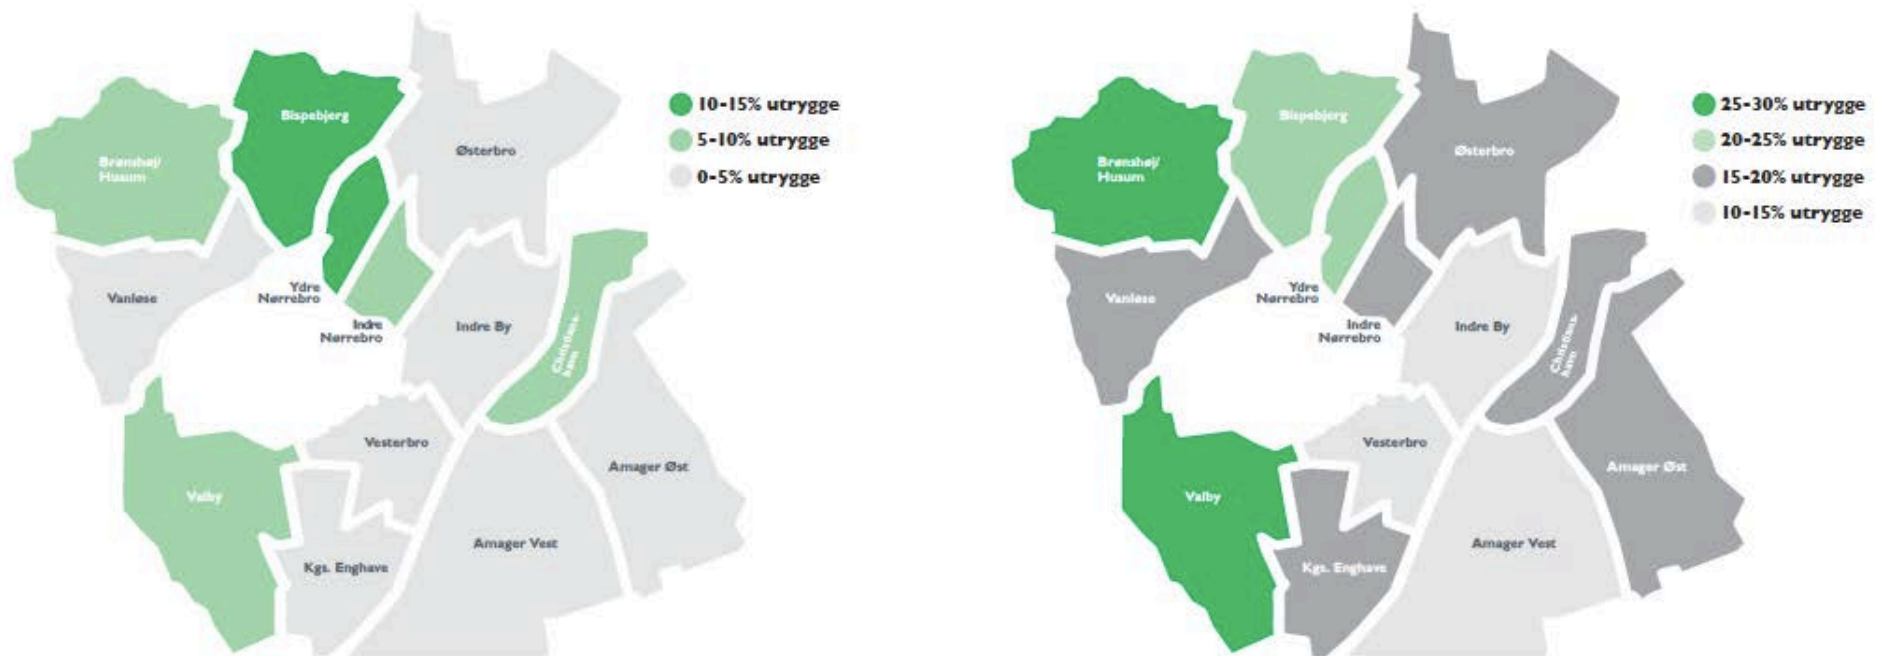 Bispebjerg
Østerbro
Brønshøj/
Husum
Vanløse
Ydre
Nørrebro
Indre
Nørrebro
Indre By
Christians-
havn
Vesterbro
Amager Øst
Valby
Amager Vest
Kgs. Enghave
10-15% utrygge
5-10% utrygge
0-5% utrygge
Bispebjerg
Østerbro
Brønshøj/
Husum
Vanløse
Ydre
Nørrebro
Indre
Nørrebro
Indre By
Christians-
havn
Vesterbro
Amager Øst
Valby
Amager Vest
Kgs. Enghave
25-30% utrygge
20-25% utrygge
15-20% utrygge
10-15% utrygge